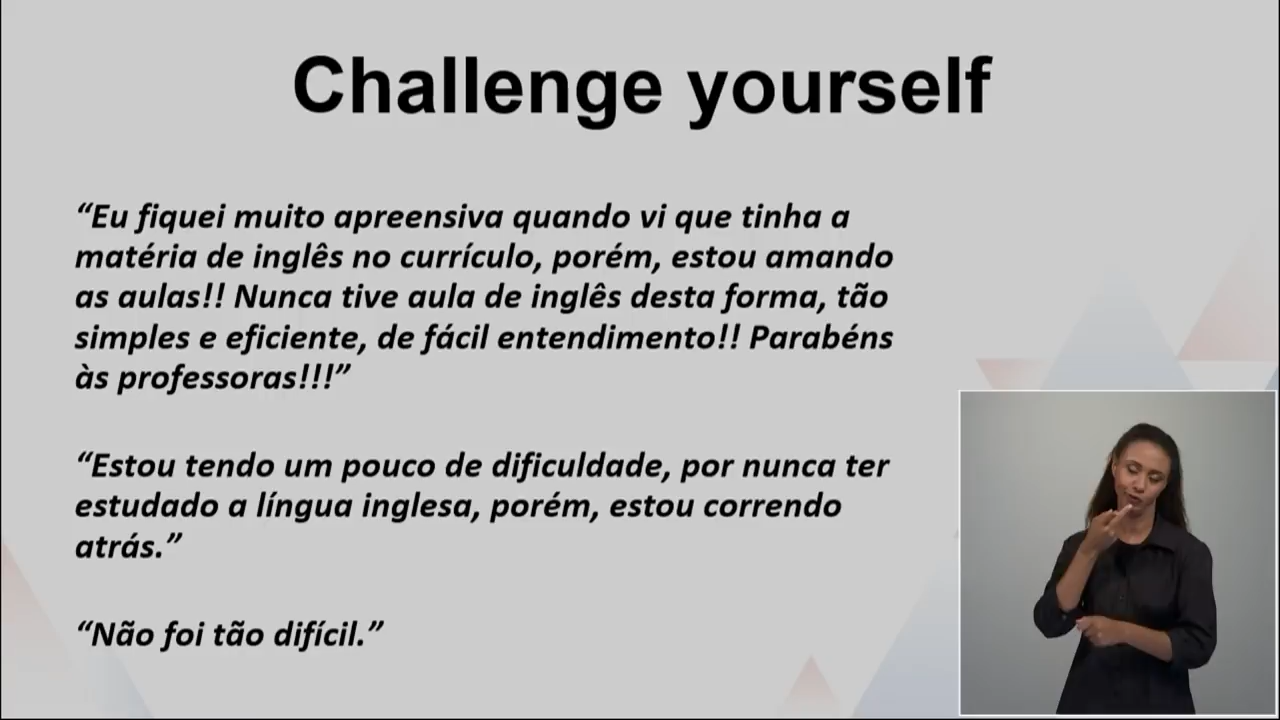 Challenge yourself
“Eu fiquei muito apreensiva quando vi que tinha a
matéria de inglês no currículo, porém, estou amando
as aulas!! Nunca tive aula de inglês desta forma, tão
simples e eficiente, de fácil entendimento!! Parabéns
às professoras!!!”
“Estou tendo um pouco de dificuldade, por nunca ter
estudado a língua inglesa, porém, estou correndo
atrás.”
“Não foi tão difícil.”